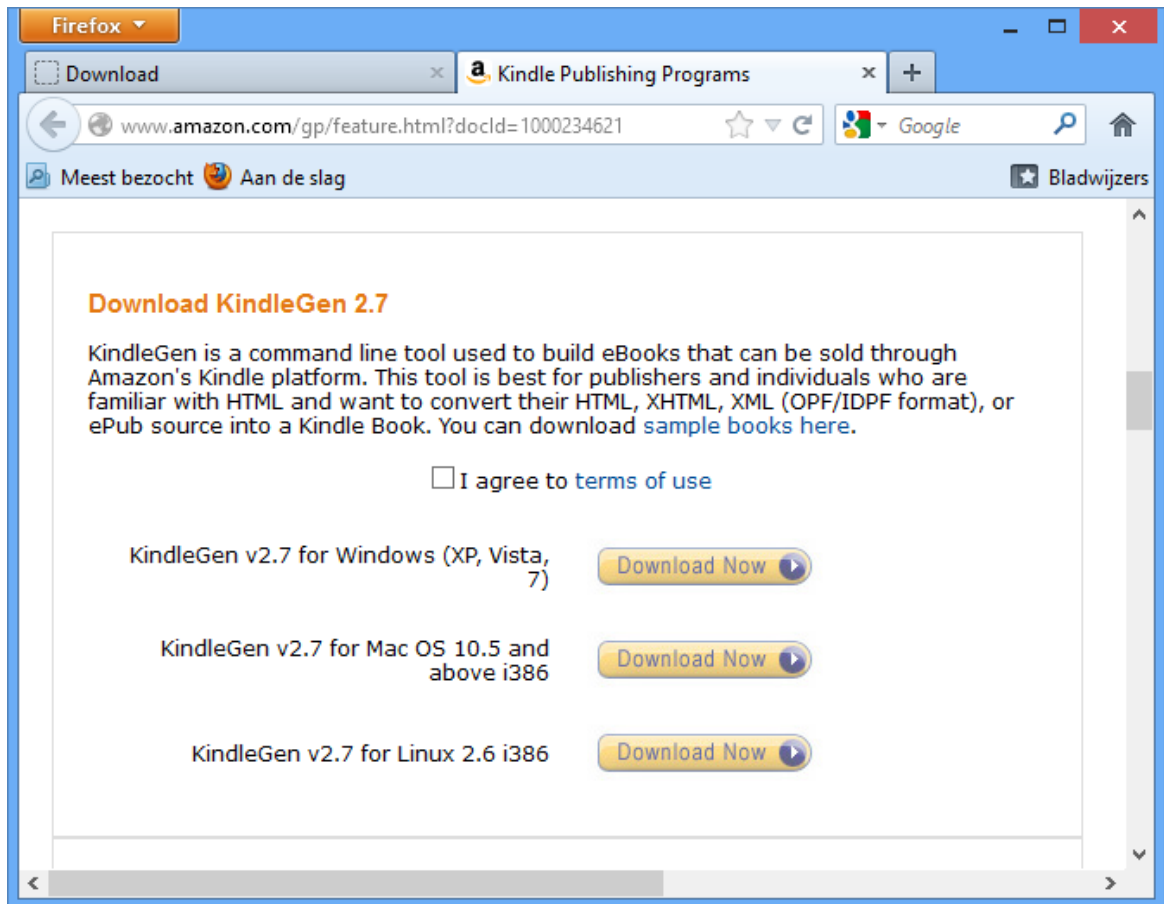 Firefox
Download
Kindle Publishing Programs
www.amazon.com/gp/feature.html?docId=1000234621
Google
Meest bezocht
Aan de slag
Bladwijzers
Download KindleGen 2.7
KindleGen is a command line tool used to build eBooks that can be sold through
Amazon's Kindle platform. This tool is best for publishers and individuals who are
familiar with HTML and want to convert their HTML, XHTML, XML (OPF/IDPF format), or
ePub source into a Kindle Book. You can download sample books here.
I agree to terms of use
KindleGen v2.7 for Windows (XP, Vista,
7)
Download Now
KindleGen v2.7 for Mac OS 10.5 and
above i386
Download Now
KindleGen v2.7 for Linux 2.6 i386
Download Now